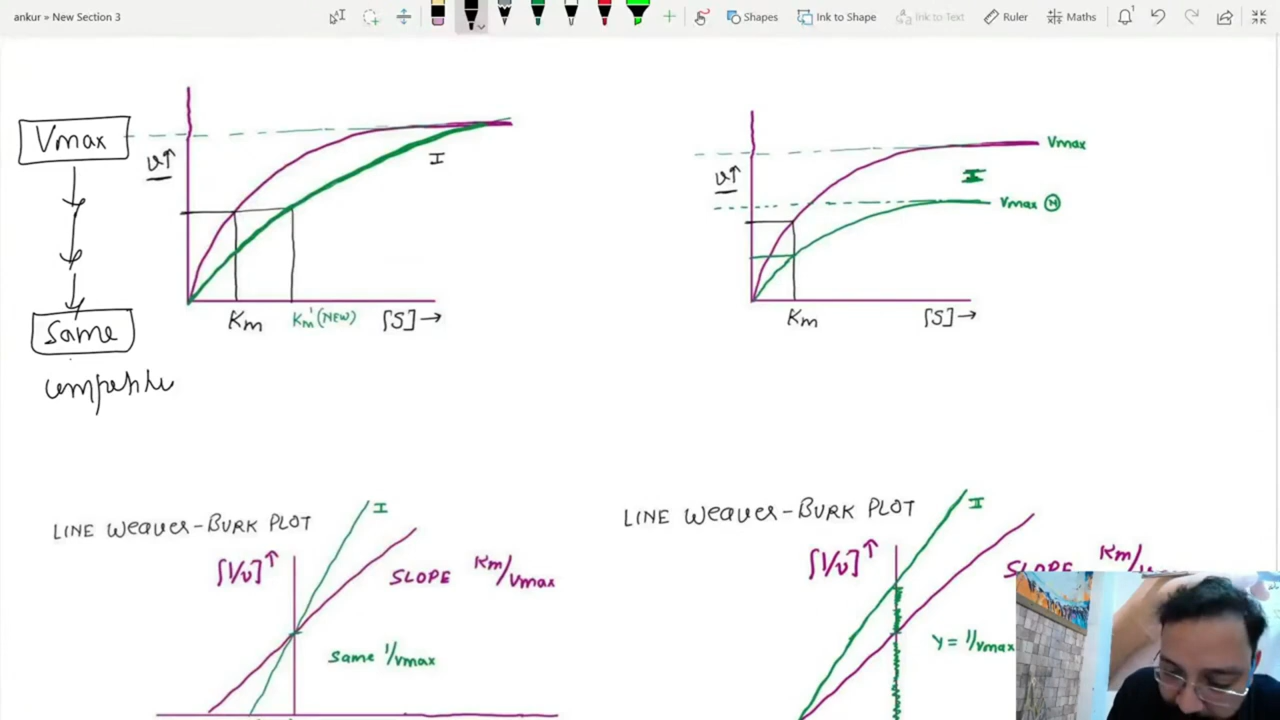 ankur » New Section 3
Shapes
Ink to Shape
Ink to Text
Ruler
Maths
Vmax
v↑
I
Km
Km'(NEW)
[S]→
Same
v↑
Vmax
I
Vmax
Km
[S]→
LINE WEAVER-BURK PLOT
I
[1/v]↑
SLOPE Km/Vmax
Same 1/Vmax
LINE WEAVER-BURK PLOT
I
[1/v]↑
Y = 1/Vmax